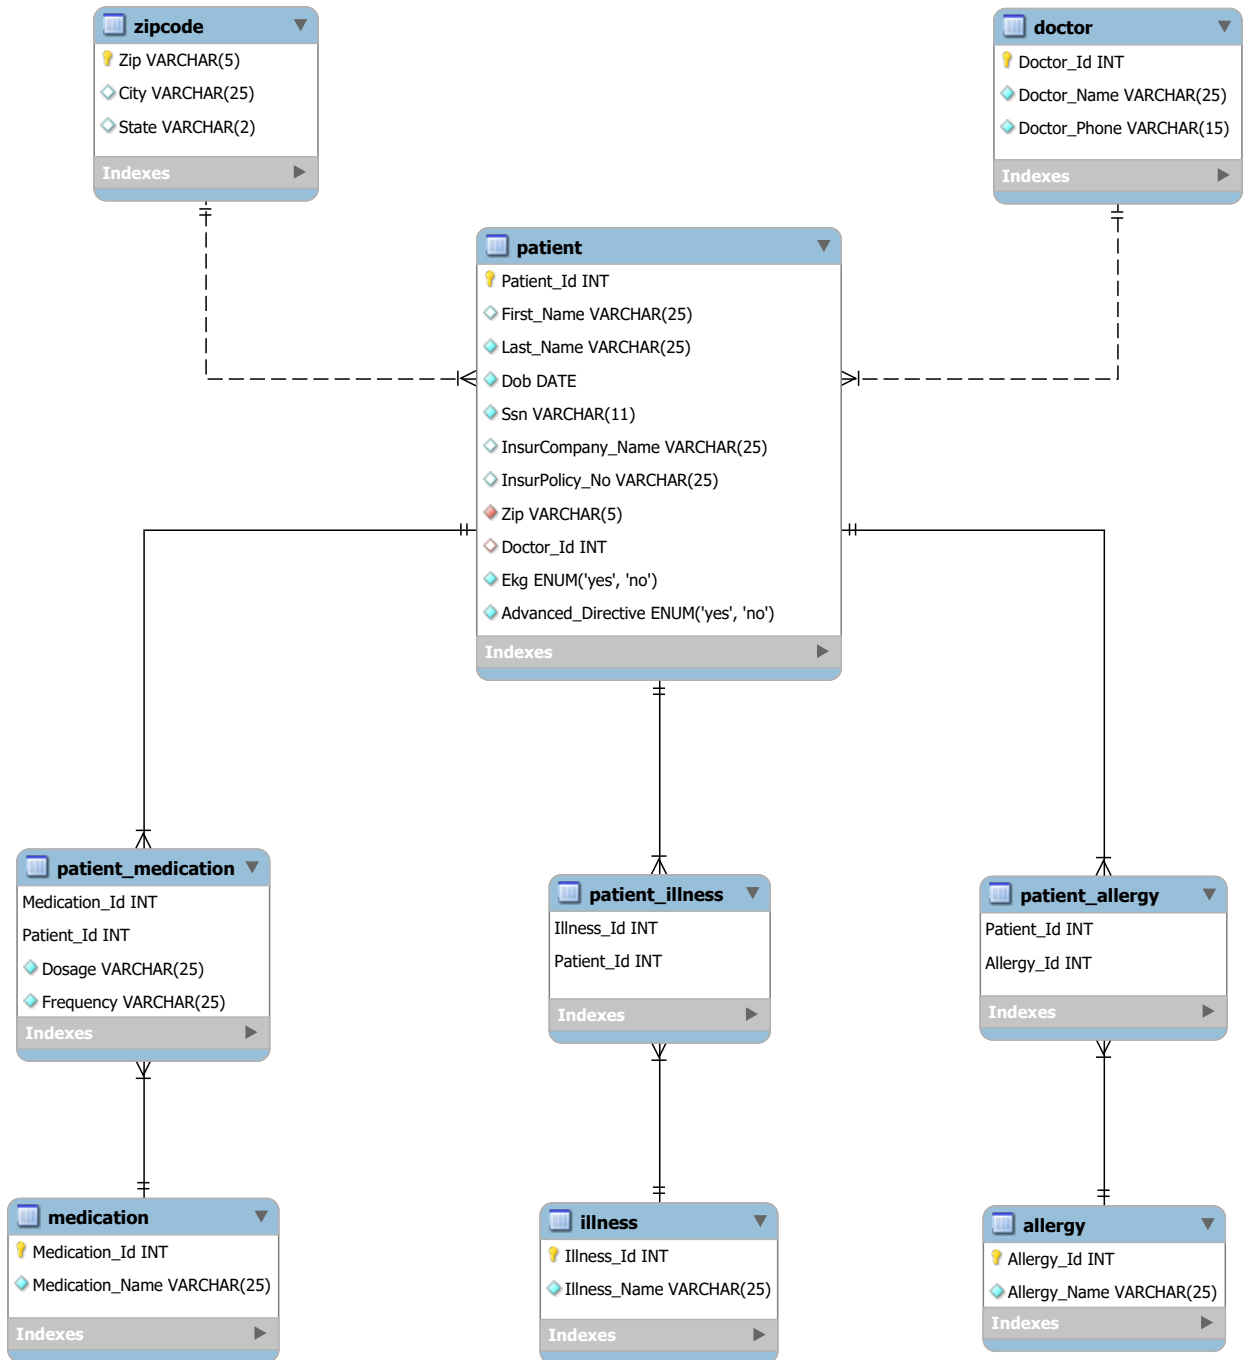 zipcode
Zip VARCHAR(5)
City VARCHAR(25)
State VARCHAR(2)
Indexes
doctor
Doctor_Id INT
Doctor_Name VARCHAR(25)
Doctor_Phone VARCHAR(15)
Indexes
patient
Patient_Id INT
First_Name VARCHAR(25)
Last_Name VARCHAR(25)
Dob DATE
Ssn VARCHAR(11)
InsurCompany_Name VARCHAR(25)
InsurPolicy_No VARCHAR(25)
Zip VARCHAR(5)
Doctor_Id INT
Ekg ENUM('yes', 'no')
Advanced_Directive ENUM('yes', 'no')
Indexes
patient_medication
Medication_Id INT
Patient_Id INT
Dosage VARCHAR(25)
Frequency VARCHAR(25)
Indexes
patient_illness
Illness_Id INT
Patient_Id INT
Indexes
patient_allergy
Patient_Id INT
Allergy_Id INT
Indexes
medication
Medication_Id INT
Medication_Name VARCHAR(25)
Indexes
illness
Illness_Id INT
Illness_Name VARCHAR(25)
Indexes
allergy
Allergy_Id INT
Allergy_Name VARCHAR(25)
Indexes